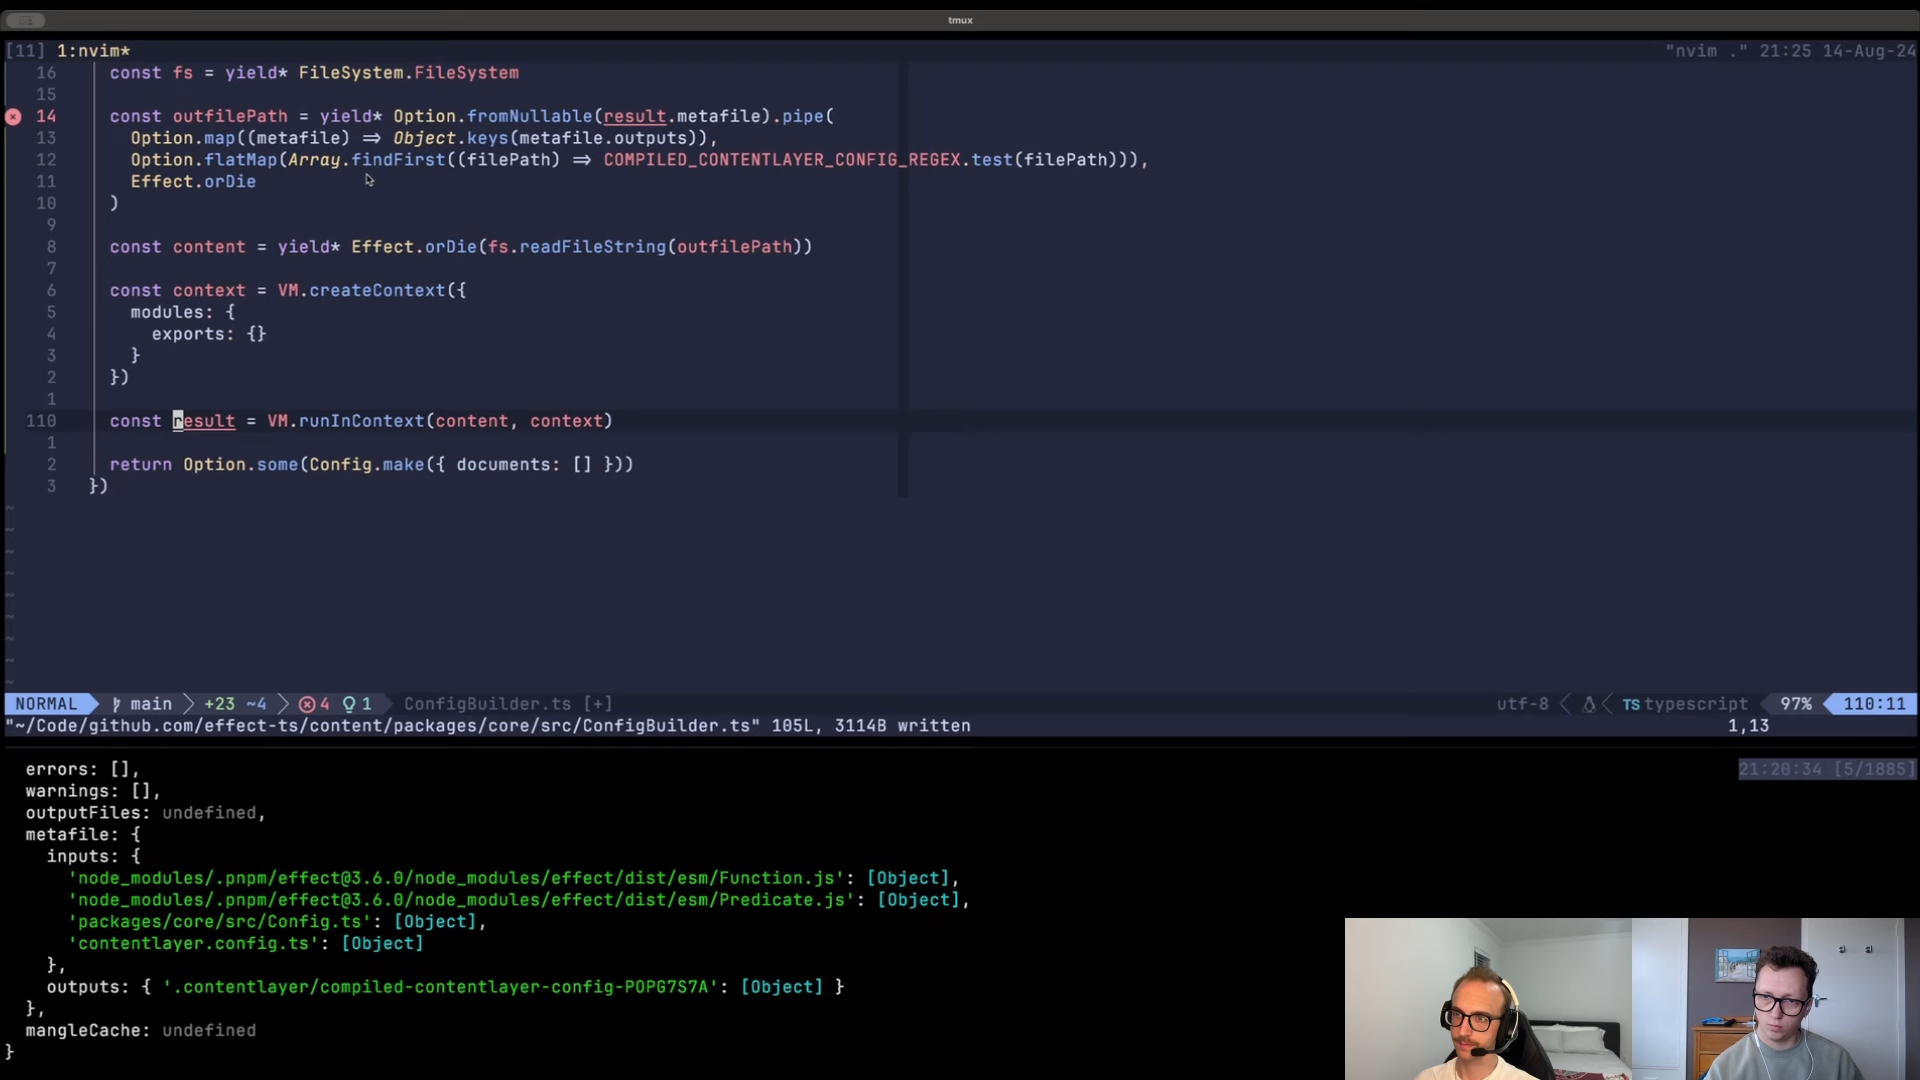 tmux
[11] 1:nvim* "nvim ." 21:25 14-Aug-24
16 const fs = yield* FileSystem.FileSystem
15
14 const outfilePath = yield* Option.fromNullable(result.metafile).pipe(
13 Option.map((metafile) ⇒ Object.keys(metafile.outputs)),
12 Option.flatMap(Array.findFirst((filePath) ⇒ COMPILED_CONTENTLAYER_CONFIG_REGEX.test(filePath))),
11 Effect.orDie
10 )
9
8 const content = yield* Effect.orDie(fs.readFileString(outfilePath))
7
6 const context = VM.createContext({
5 modules: {
4 exports: {}
3 }
2 })
1
110 const result = VM.runInContext(content, context)
1
2 return Option.some(Config.make({ documents: [] }))
3 })
~
~
~
~
~
~
~
~
~
NORMAL main +23 ~4 4 1 ConfigBuilder.ts [+] utf-8 TS typescript 97% 110:11
"~/Code/github.com/effect-ts/content/packages/core/src/ConfigBuilder.ts" 105L, 3114B written 1,13
errors: [], 21:20:34 [5/1885]
warnings: [],
outputFiles: undefined,
metafile: {
inputs: {
'node_modules/.pnpm/effect@3.6.0/node_modules/effect/dist/esm/Function.js': [Object],
'node_modules/.pnpm/effect@3.6.0/node_modules/effect/dist/esm/Predicate.js': [Object],
'packages/core/src/Config.ts': [Object],
'contentlayer.config.ts': [Object]
},
outputs: { '.contentlayer/compiled-contentlayer-config-POPG7S7A': [Object] }
},
mangleCache: undefined
}